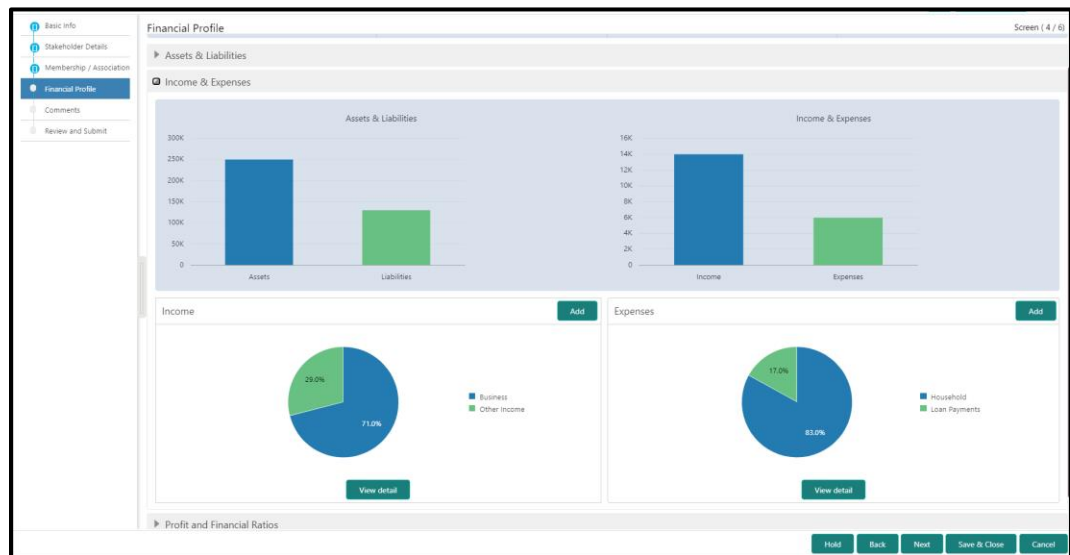 Basic Info
Stakeholder Details
Membership / Association
Financial Profile
Comments
Review and Submit
Financial Profile
Screen ( 4 / 6)
Assets & Liabilities
Income & Expenses
Assets & Liabilities
300K
250K
200K
150K
100K
50K
0
Assets
Liabilities
Income & Expenses
16K
14K
12K
10K
8K
6K
4K
2K
0
Income
Expenses
Income
Add
29.0%
71.0%
Business
Other Income
View detail
Expenses
Add
17.0%
83.0%
Household
Loan Payments
View detail
Profit and Financial Ratios
Hold
Back
Next
Save & Close
Cancel